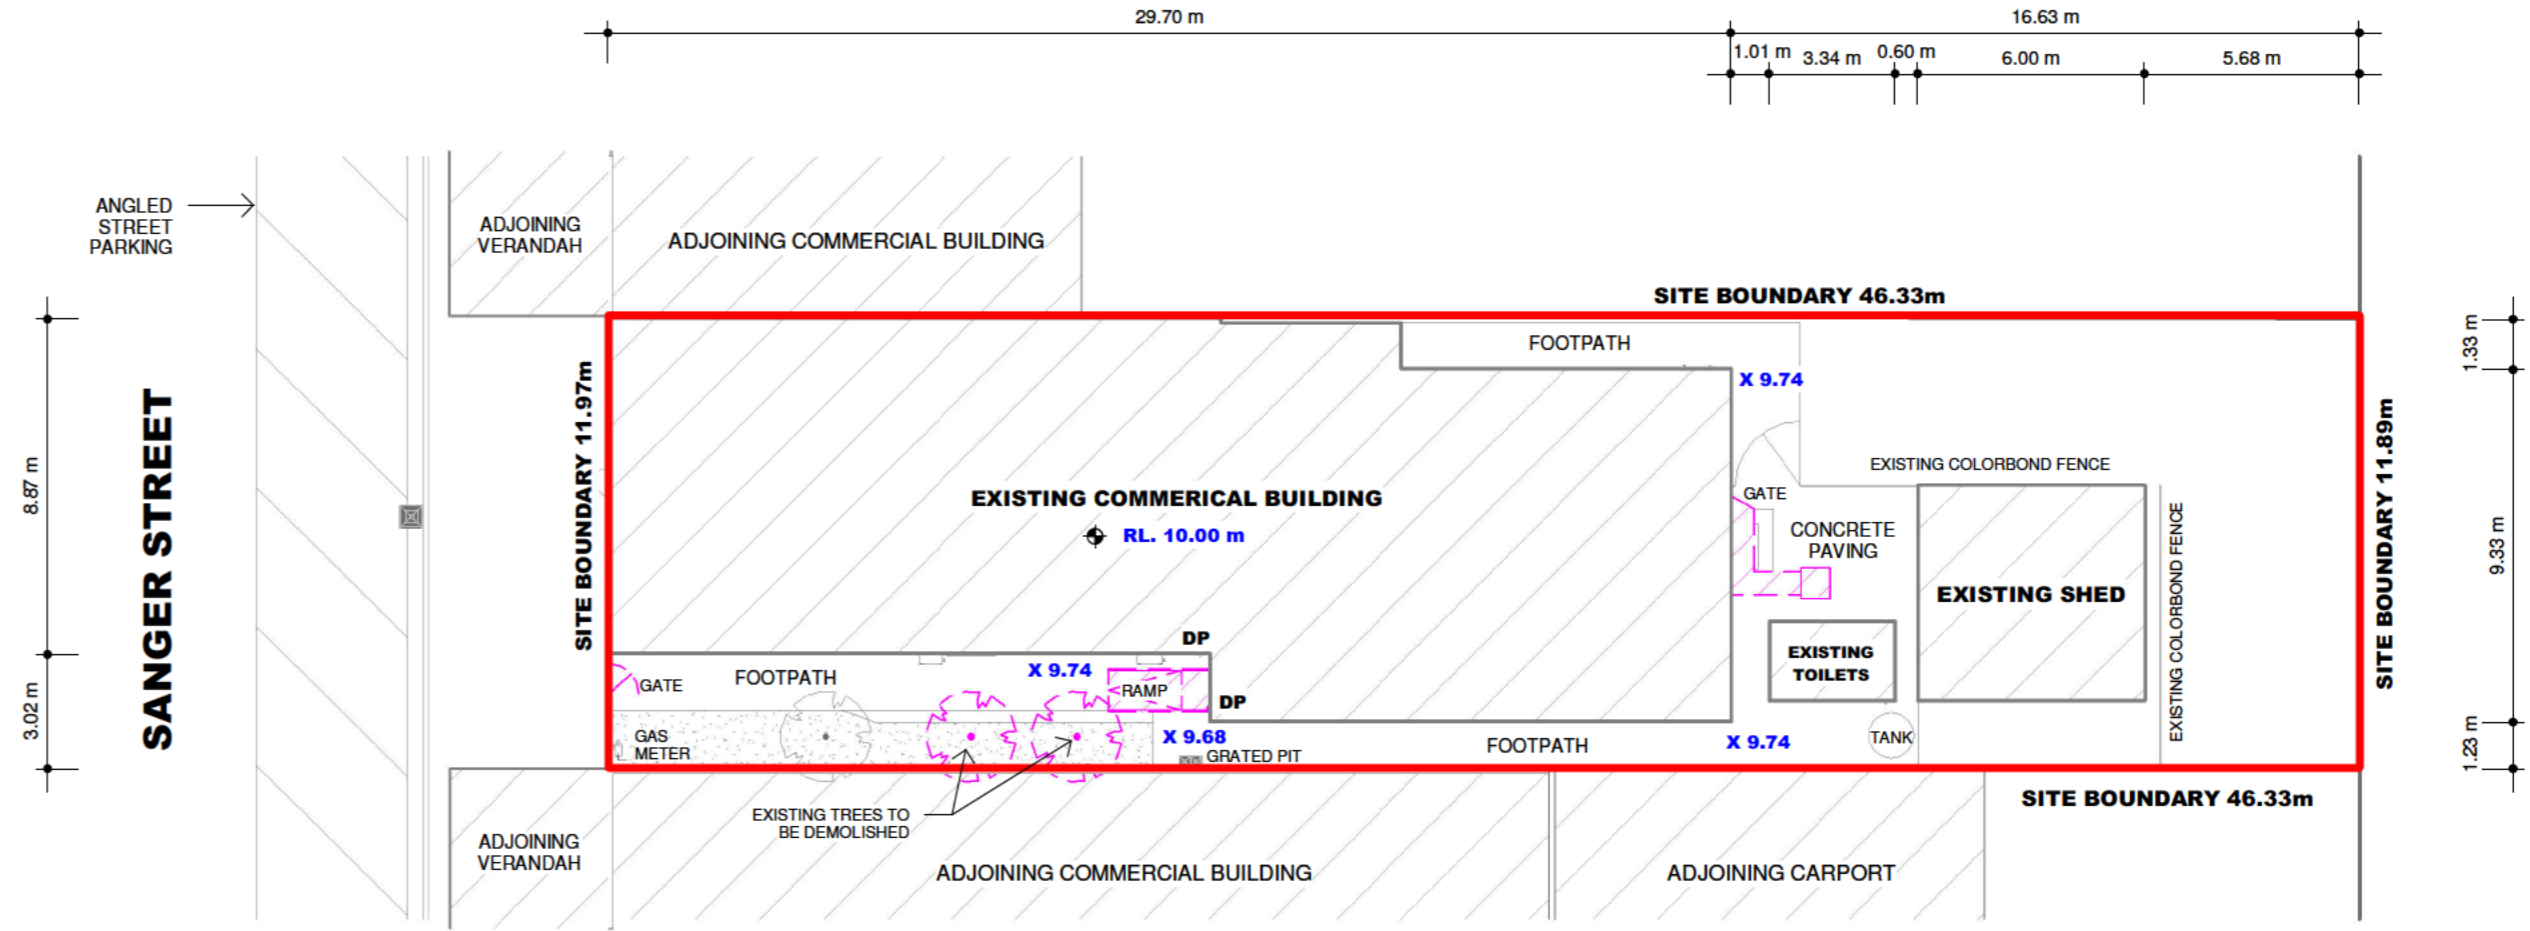 29.70 m
16.63 m
1.01 m
3.34 m
0.60 m
6.00 m
5.68 m
ANGLED
STREET
PARKING
ADJOINING
VERANDAH
ADJOINING COMMERCIAL BUILDING
SITE BOUNDARY 46.33m
8.87 m
3.02 m
SANGER STREET
SITE BOUNDARY 11.97m
FOOTPATH
X 9.74
EXISTING COLORBOND FENCE
GATE
EXISTING COMMERICAL BUILDING
RL. 10.00 m
CONCRETE
PAVING
EXISTING SHED
EXISTING
TOILETS
EXISTING COLORBOND FENCE
SITE BOUNDARY 11.89m
1.33 m
9.33 m
1.23 m
DP
DP
GATE
FOOTPATH
X 9.74
RAMP
GAS
METER
X 9.68
GRATED PIT
FOOTPATH
X 9.74
TANK
SITE BOUNDARY 46.33m
EXISTING TREES TO
BE DEMOLISHED
ADJOINING
VERANDAH
ADJOINING COMMERCIAL BUILDING
ADJOINING CARPORT